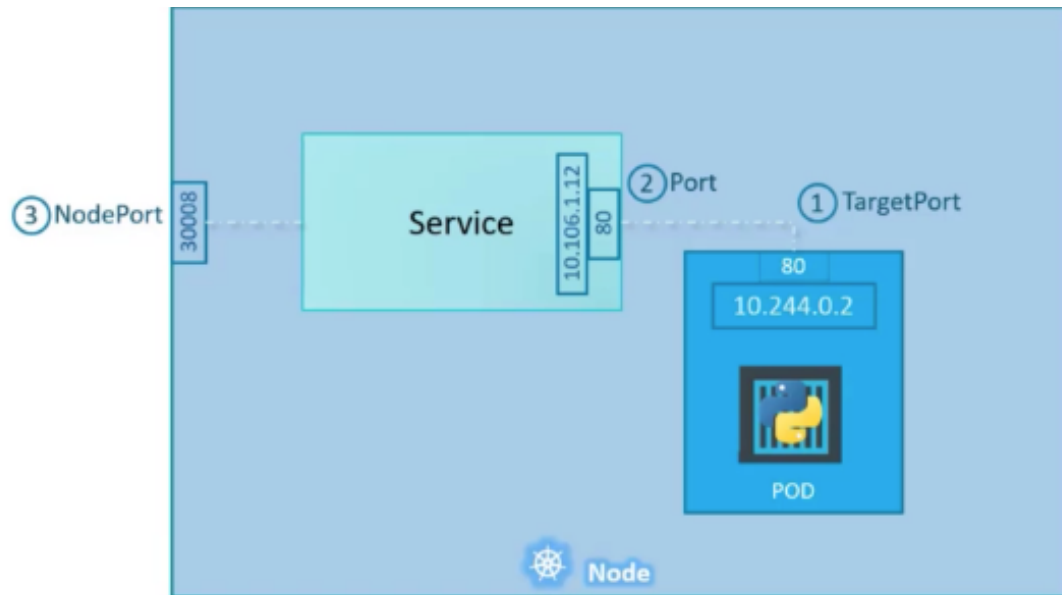 Service
10.106.1.12
80
2 Port
1 TargetPort
3 NodePort
30008
80
10.244.0.2
POD
Node